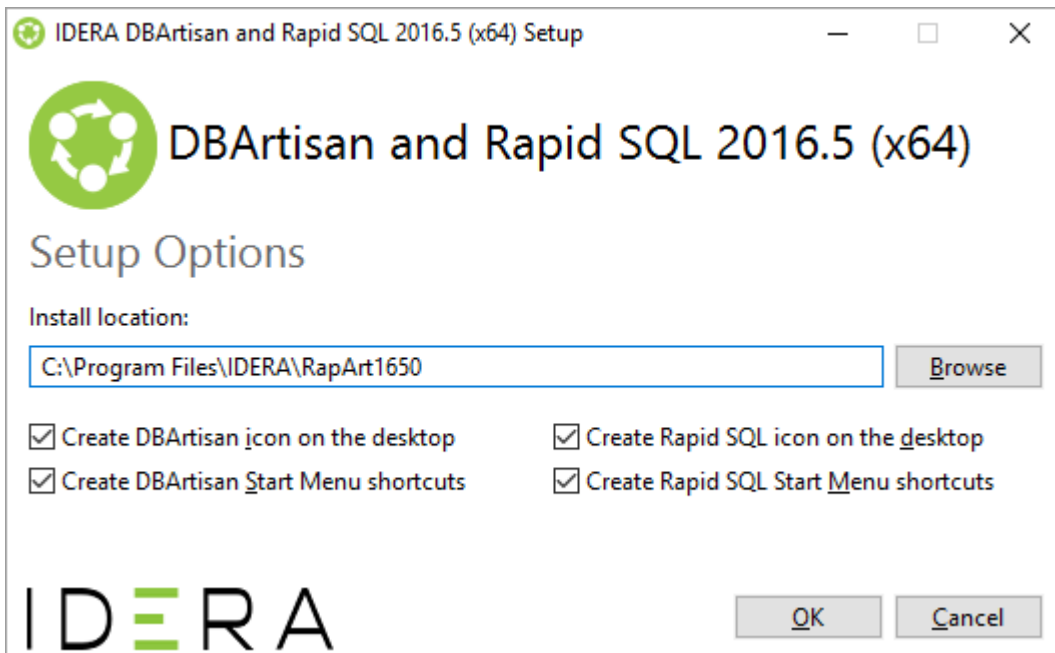 IDERA DBArtisan and Rapid SQL 2016.5 (x64) Setup
DBArtisan and Rapid SQL 2016.5 (x64)
Setup Options
Install location:
C:\Program Files\IDERA\RapArt1650
Browse
Create DBArtisan icon on the desktop
Create Rapid SQL icon on the desktop
Create DBArtisan Start Menu shortcuts
Create Rapid SQL Start Menu shortcuts
IDERA
OK
Cancel